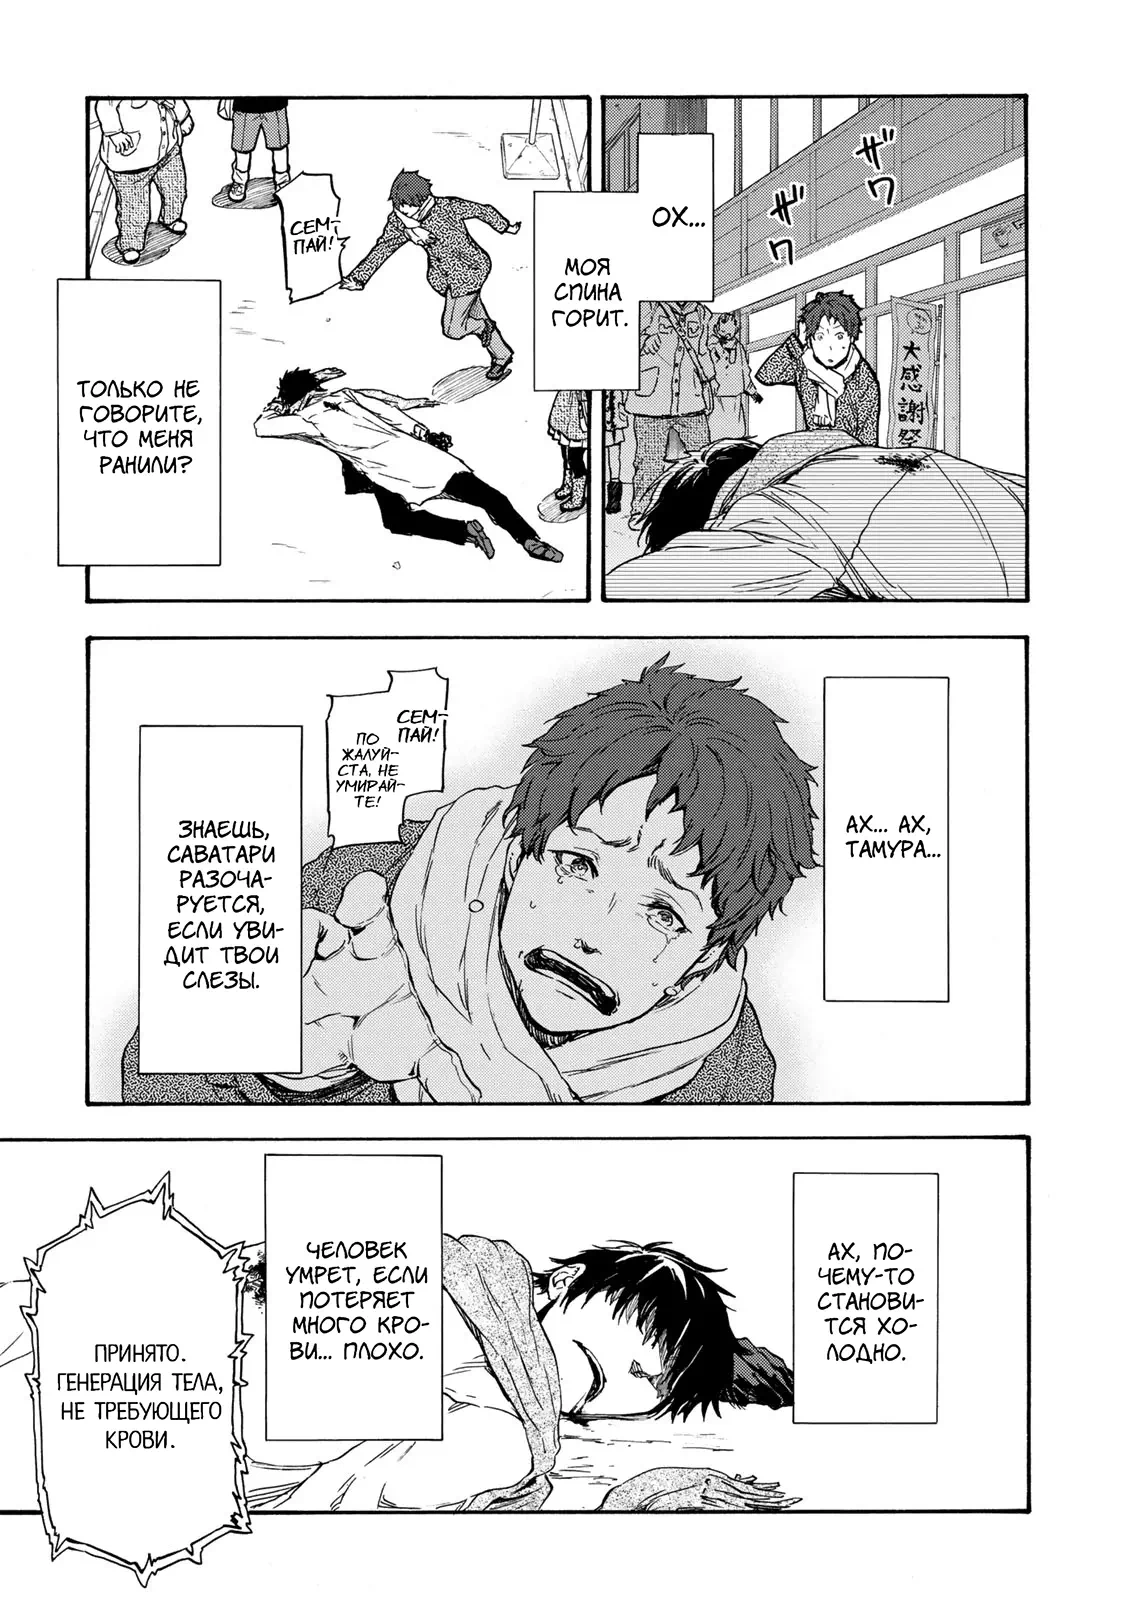 ОХ...
МОЯ
СПИНА
ГОРИТ.
ザワ
ザワ
大感謝祭
СЕМ-
ПАЙ!
ТОЛЬКО НЕ
ГОВОРИТЕ,
ЧТО МЕНЯ
РАНИЛИ?
АХ... АХ,
ТАМУРА...
СЕМ-
ПАЙ!
ПО
ЖАЛУЙ-
СТА, НЕ
УМИРАЙ-
ТЕ!
ЗНАЕШЬ,
САВАТАРИ
РАЗОЧА-
РУЕТСЯ,
ЕСЛИ УВИ-
ДИТ ТВОИ
СЛЕЗЫ.
АХ, ПО-
ЧЕМУ-ТО
СТАНОВИ-
ТСЯ ХО-
ЛОДНО.
ЧЕЛОВЕК
УМРЕТ, ЕСЛИ
ПОТЕРЯЕТ
МНОГО КРО-
ВИ... ПЛОХО.
ПРИНЯТО.
ГЕНЕРАЦИЯ ТЕЛА,
НЕ ТРЕБУЮЩЕГО
КРОВИ.